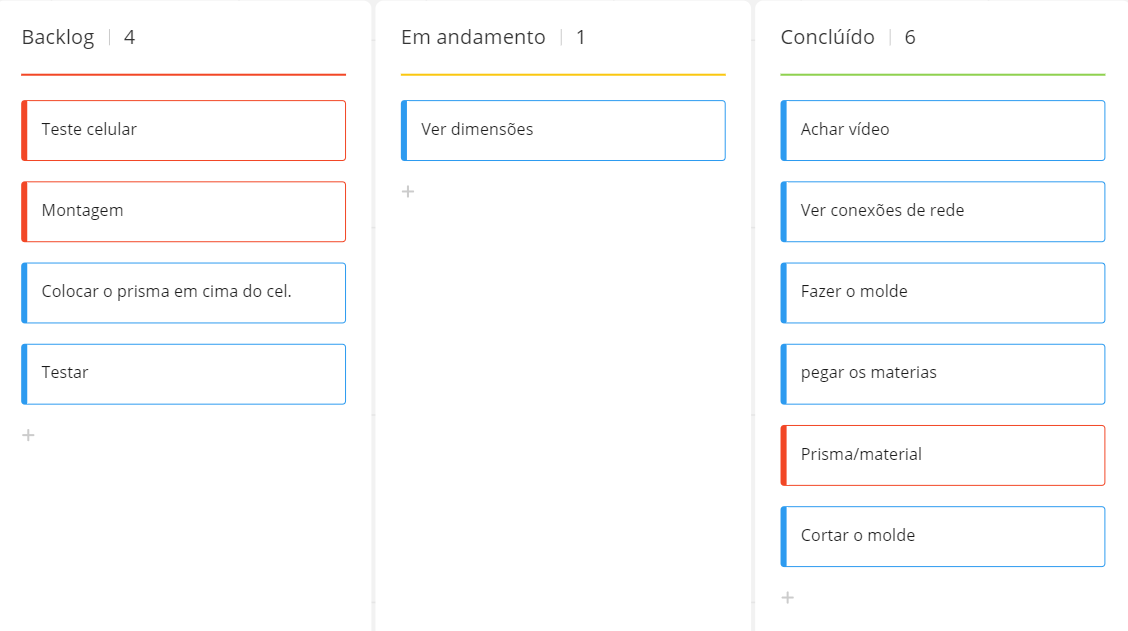 Backlog | 4
Teste celular
Montagem
Colocar o prisma em cima do cel.
Testar
+
Em andamento | 1
Ver dimensões
+
Conclúído | 6
Achar vídeo
Ver conexões de rede
Fazer o molde
pegar os materias
Prisma/material
Cortar o molde
+